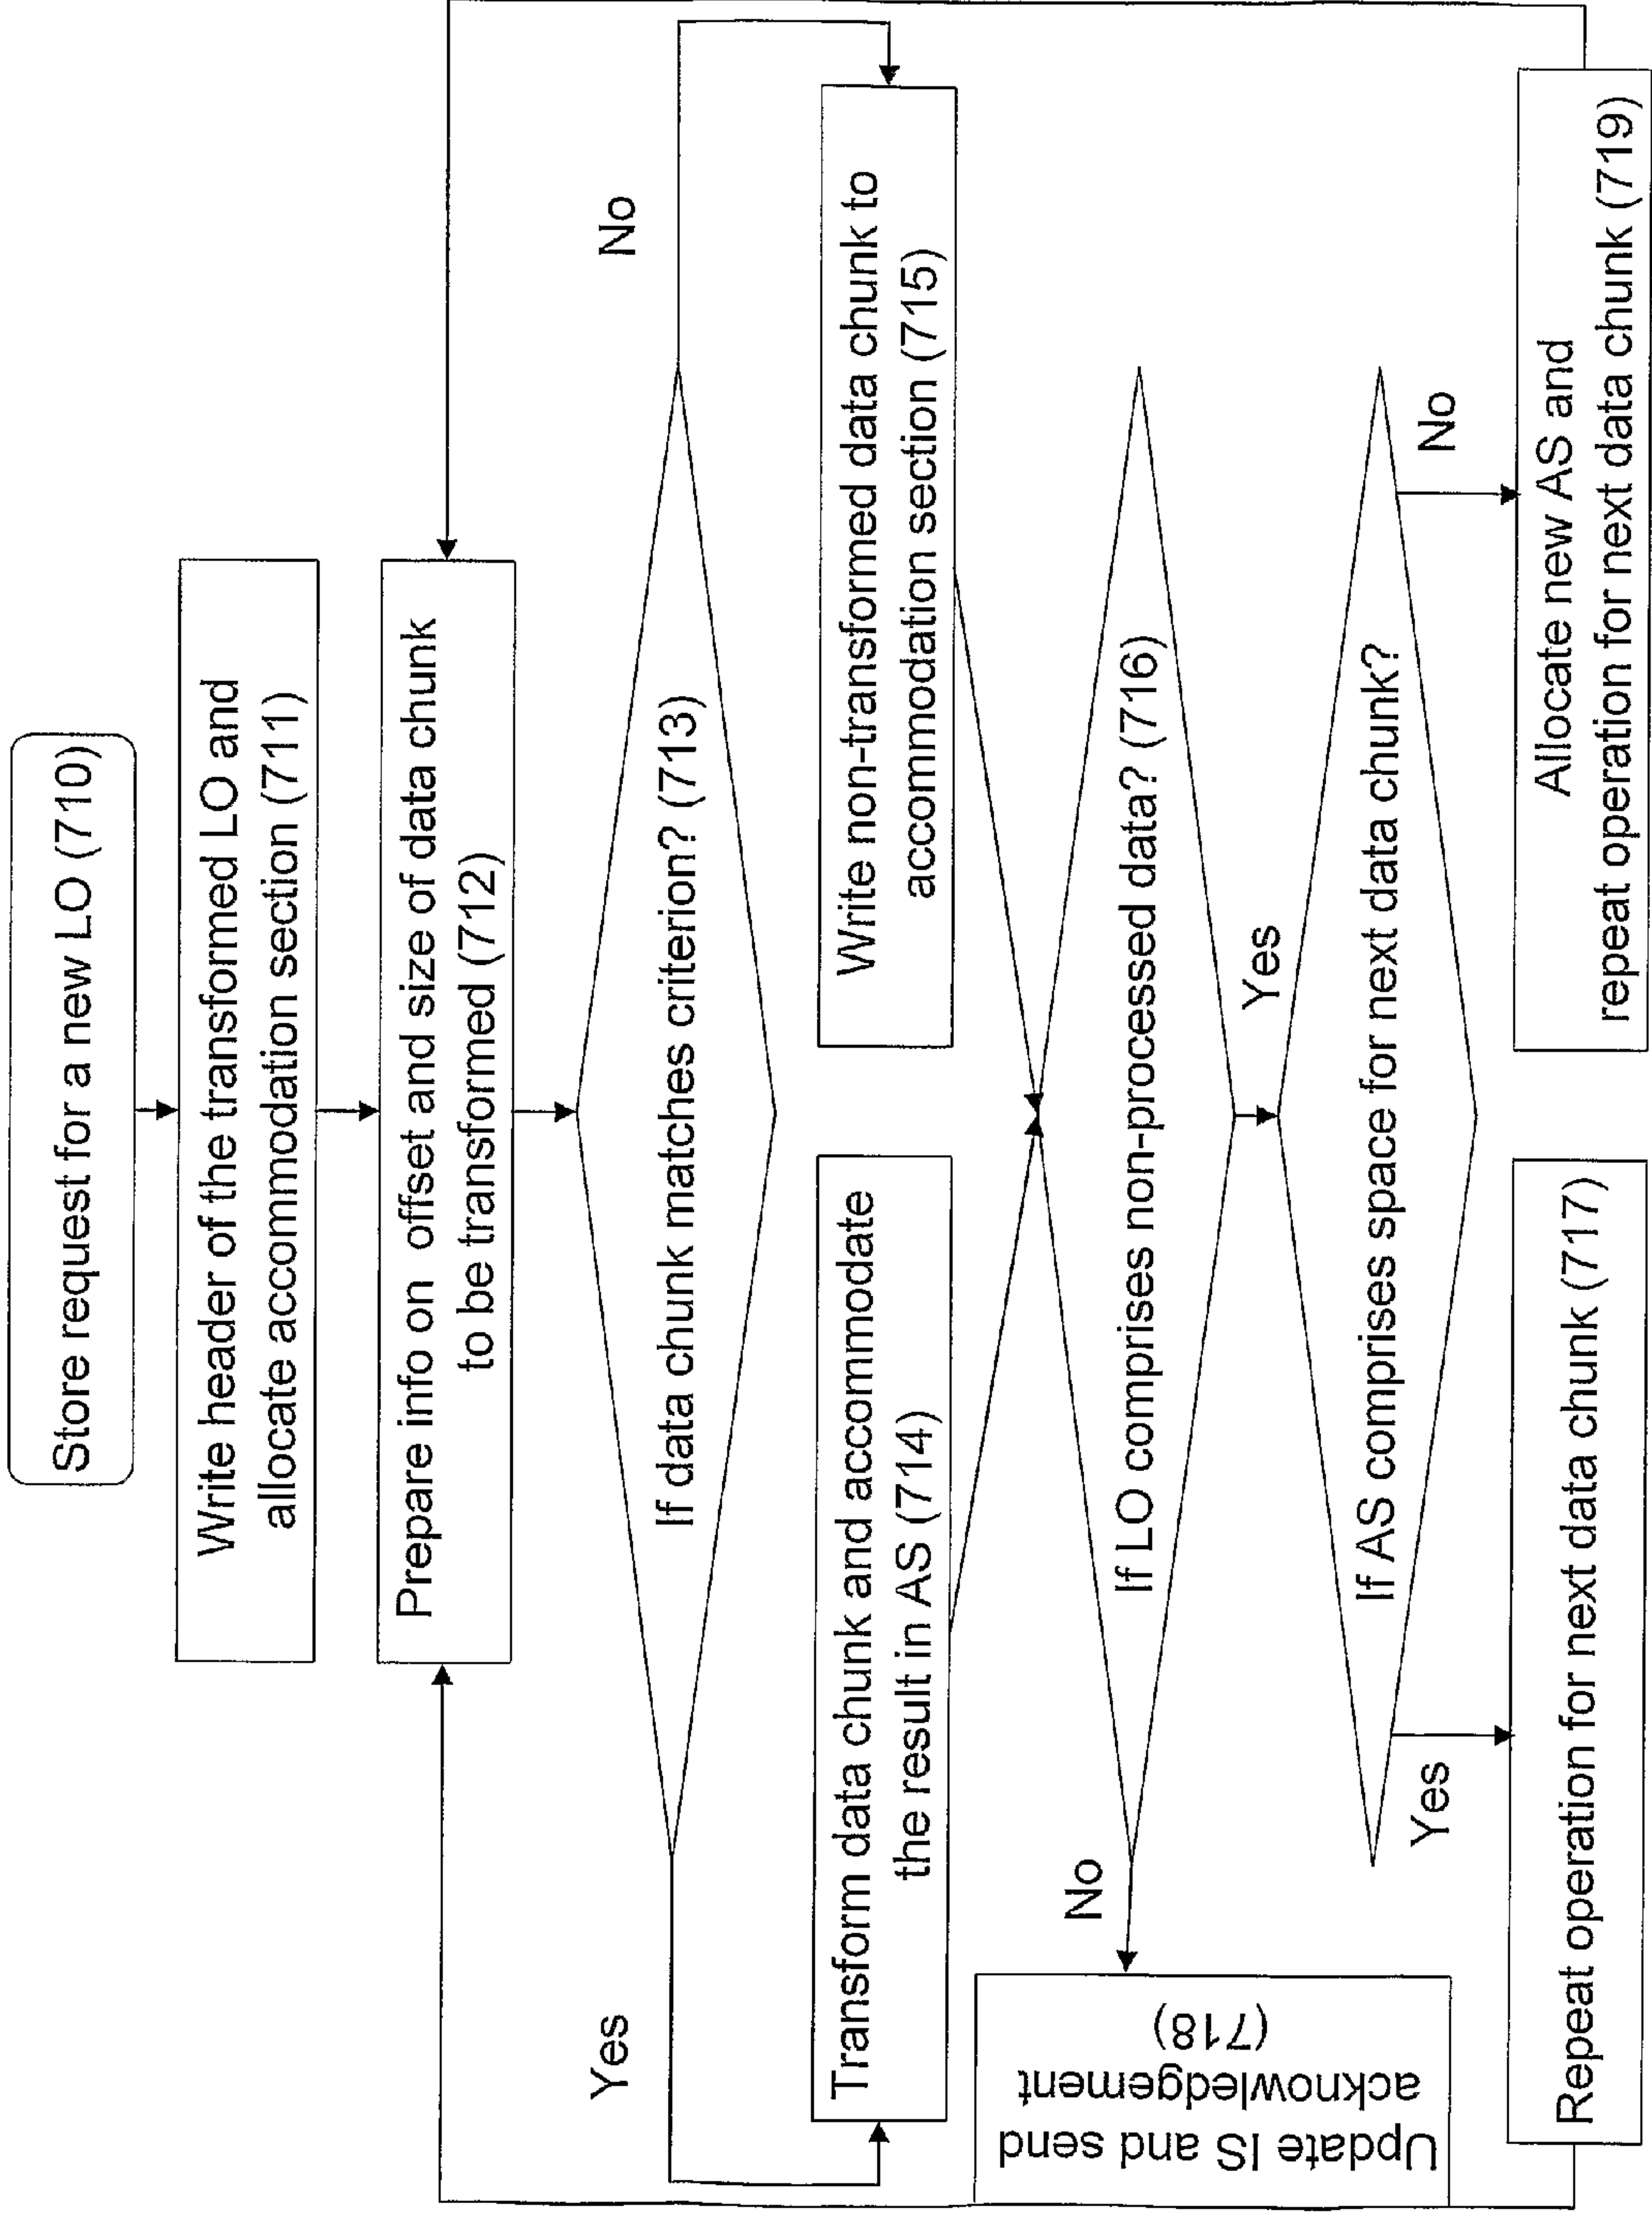 Store request for a new LO (710)
Write header of the transformed LO and
allocate accommodation section (711)
Prepare info on offset and size of data chunk
to be transformed (712)
If data chunk matches criterion? (713)
Yes
No
Transform data chunk and accommodate
the result in AS (714)
Write non-transformed data chunk to
accommodation section (715)
If LO comprises non-processed data? (716)
No
Yes
Update IS and send
acknowledgement
(718)
If AS comprises space for next data chunk?
Yes
No
Repeat operation for next data chunk (717)
Allocate new AS and
repeat operation for next data chunk (719)